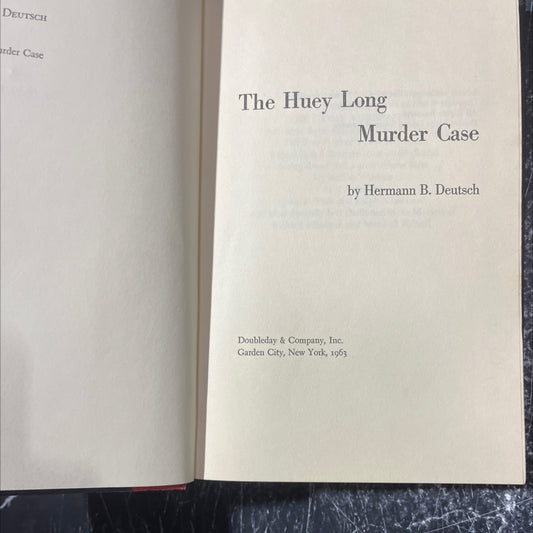 DEUTSCH
urder Case
The Huey Long
Murder Case
by Hermann B. Deutsch
Doubleday & Company, Inc.
Garden City, New York, 1963